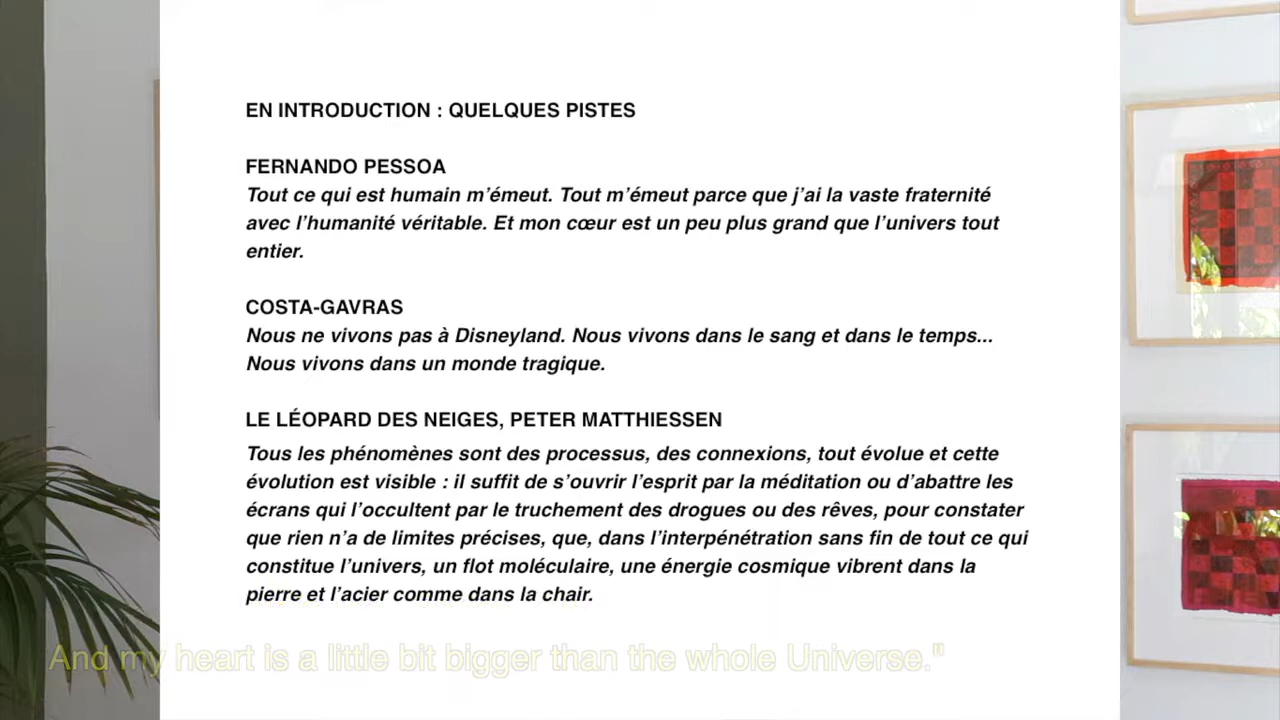 EN INTRODUCTION : QUELQUES PISTES
FERNANDO PESSOA
Tout ce qui est humain m’émeut. Tout m’émeut parce que j’ai la vaste fraternité
avec l’humanité véritable. Et mon cœur est un peu plus grand que l’univers tout
entier.
COSTA-GAVRAS
Nous ne vivons pas à Disneyland. Nous vivons dans le sang et dans le temps...
Nous vivons dans un monde tragique.
LE LÉOPARD DES NEIGES, PETER MATTHIESSEN
Tous les phénomènes sont des processus, des connexions, tout évolue et cette
évolution est visible : il suffit de s’ouvrir l’esprit par la méditation ou d’abattre les
écrans qui l’occultent par le truchement des drogues ou des rêves, pour constater
que rien n’a de limites précises, que, dans l’interpénétration sans fin de tout ce qui
constitue l’univers, un flot moléculaire, une énergie cosmique vibrent dans la
pierre et l’acier comme dans la chair.
And my heart is a little bit bigger than the whole Universe."